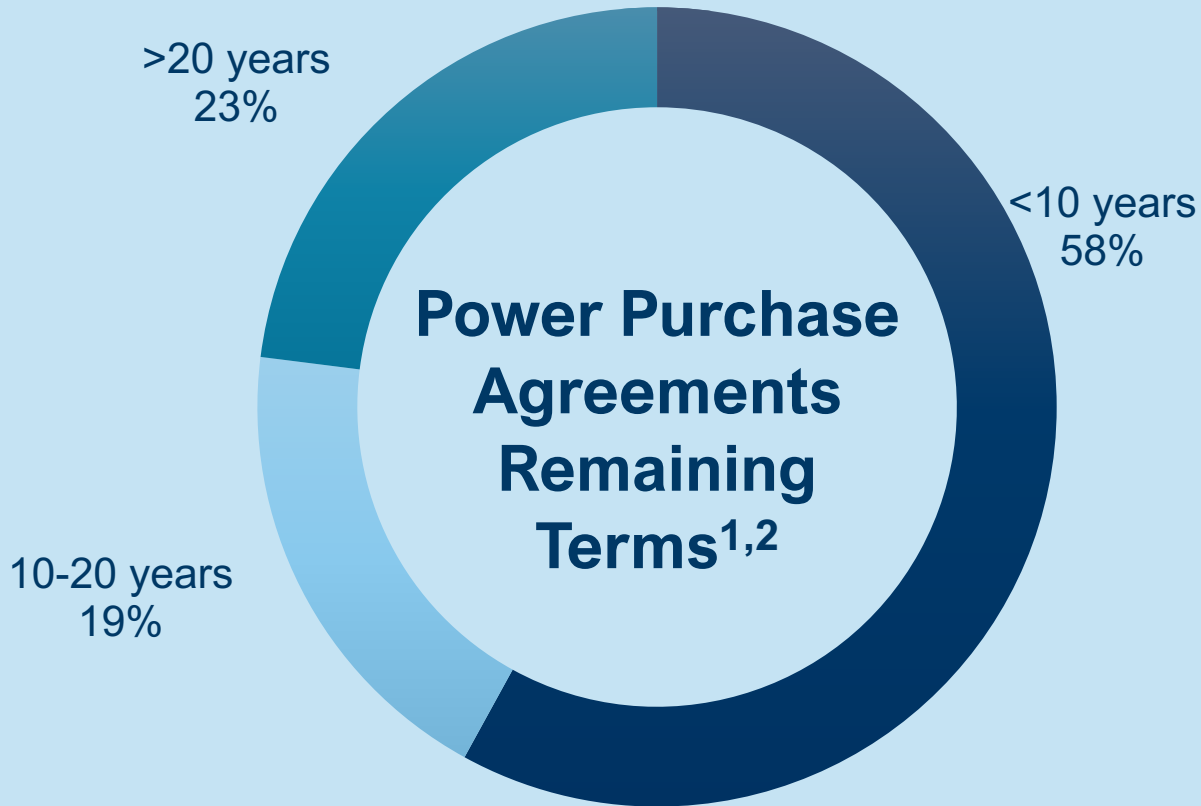 >20 years
23%
<10 years
58%
Power Purchase
Agreements
Remaining
Terms1,2
10-20 years
19%